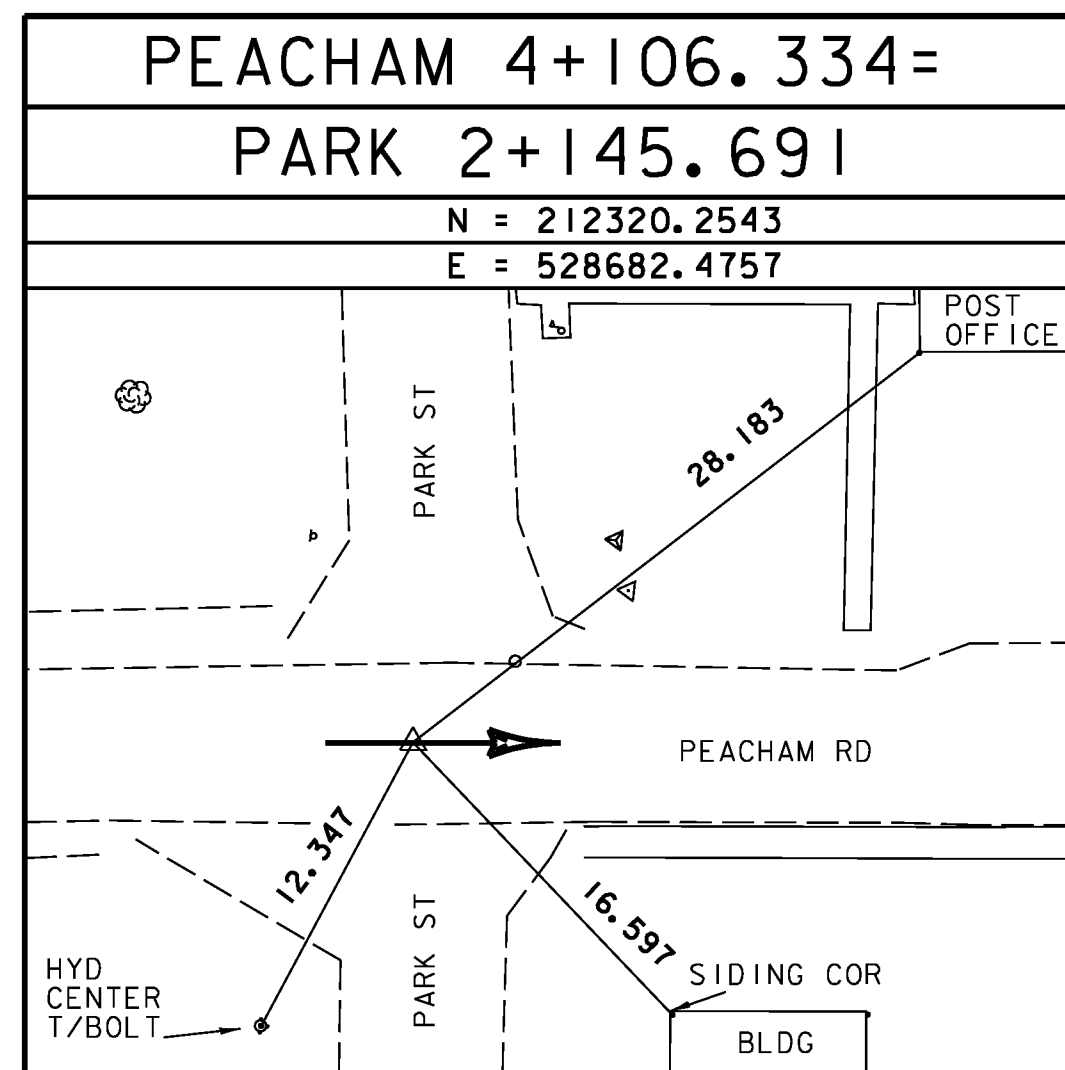 PEACHAM 4+106.334=
PARK 2+145.691
N = 212320.2543
E = 528682.4757
POST
OFFICE
PARK ST
28.183
PEACHAM RD
12.347
16.597
PARK ST
HYD
CENTER
T/BOLT
SIDING COR
BLDG